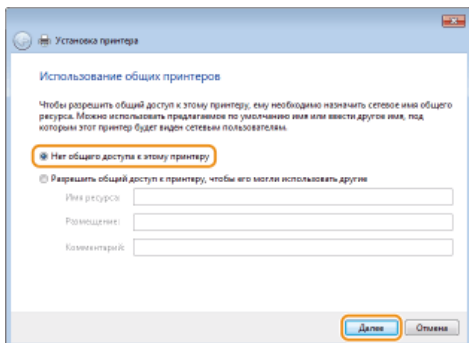 Установка принтера
Использование общих принтеров
Чтобы разрешить общий доступ к этому принтеру, ему необходимо назначить сетевое имя общего
ресурса. Можно использовать предлагаемое по умолчанию имя или ввести другое имя, под
которым этот принтер будет виден сетевым пользователям.
Нет общего доступа к этому принтеру
Разрешить общий доступ к принтеру, чтобы его могли использовать другие
Имя ресурса:
Размещение:
Комментарий:
Далее Отмена